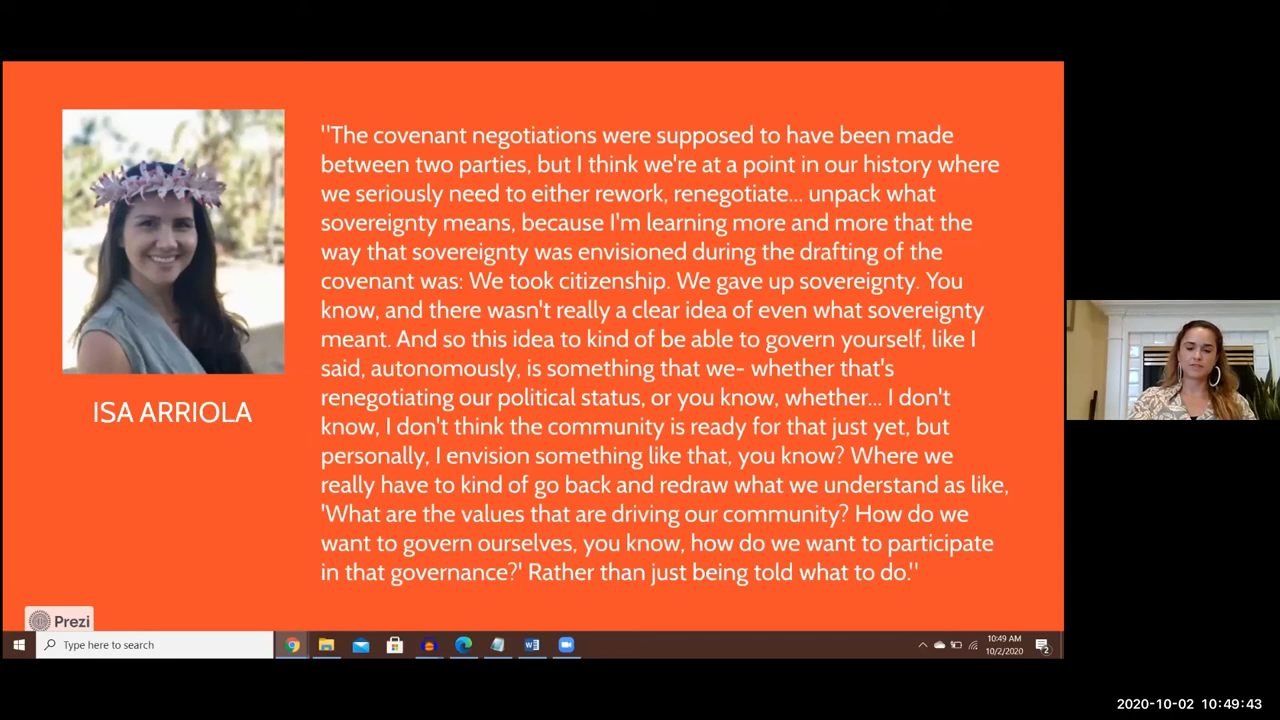 "The covenant negotiations were supposed to have been made
between two parties, but I think we're at a point in our history where
we seriously need to either rework, renegotiate... unpack what
sovereignty means, because I'm learning more and more that the
way that sovereignty was envisioned during the drafting of the
covenant was: We took citizenship. We gave up sovereignty. You
know, and there wasn't really a clear idea of even what sovereignty
meant. And so this idea to kind of be able to govern yourself, like I
said, autonomously, is something that we- whether that's
renegotiating our political status, or you know, whether... I don't
know, I don't think the community is ready for that just yet, but
personally, I envision something like that, you know? Where we
really have to kind of go back and redraw what we understand as like,
'What are the values that are driving our community? How do we
want to govern ourselves, you know, how do we want to participate
in that governance?' Rather than just being told what to do."
ISA ARRIOLA
Prezi
Type here to search
10:49 AM
10/2/2020
2
2020-10-02 10:49:43